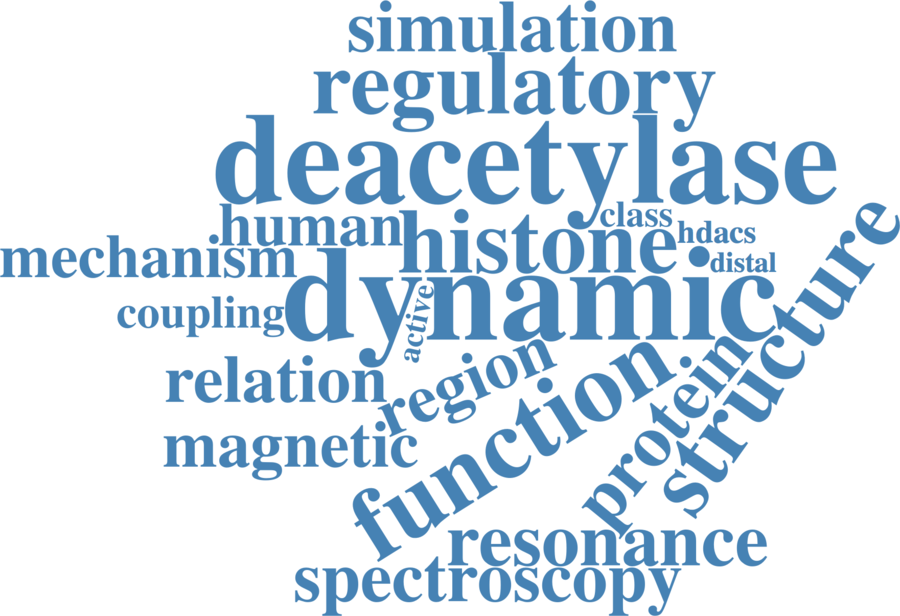 simulation
regulatory
deacetylase
class
human
histone
hdacs
mechanism
distal
dynamic
coupling
active
structure
relation
region
function
protein
magnetic
resonance
spectroscopy